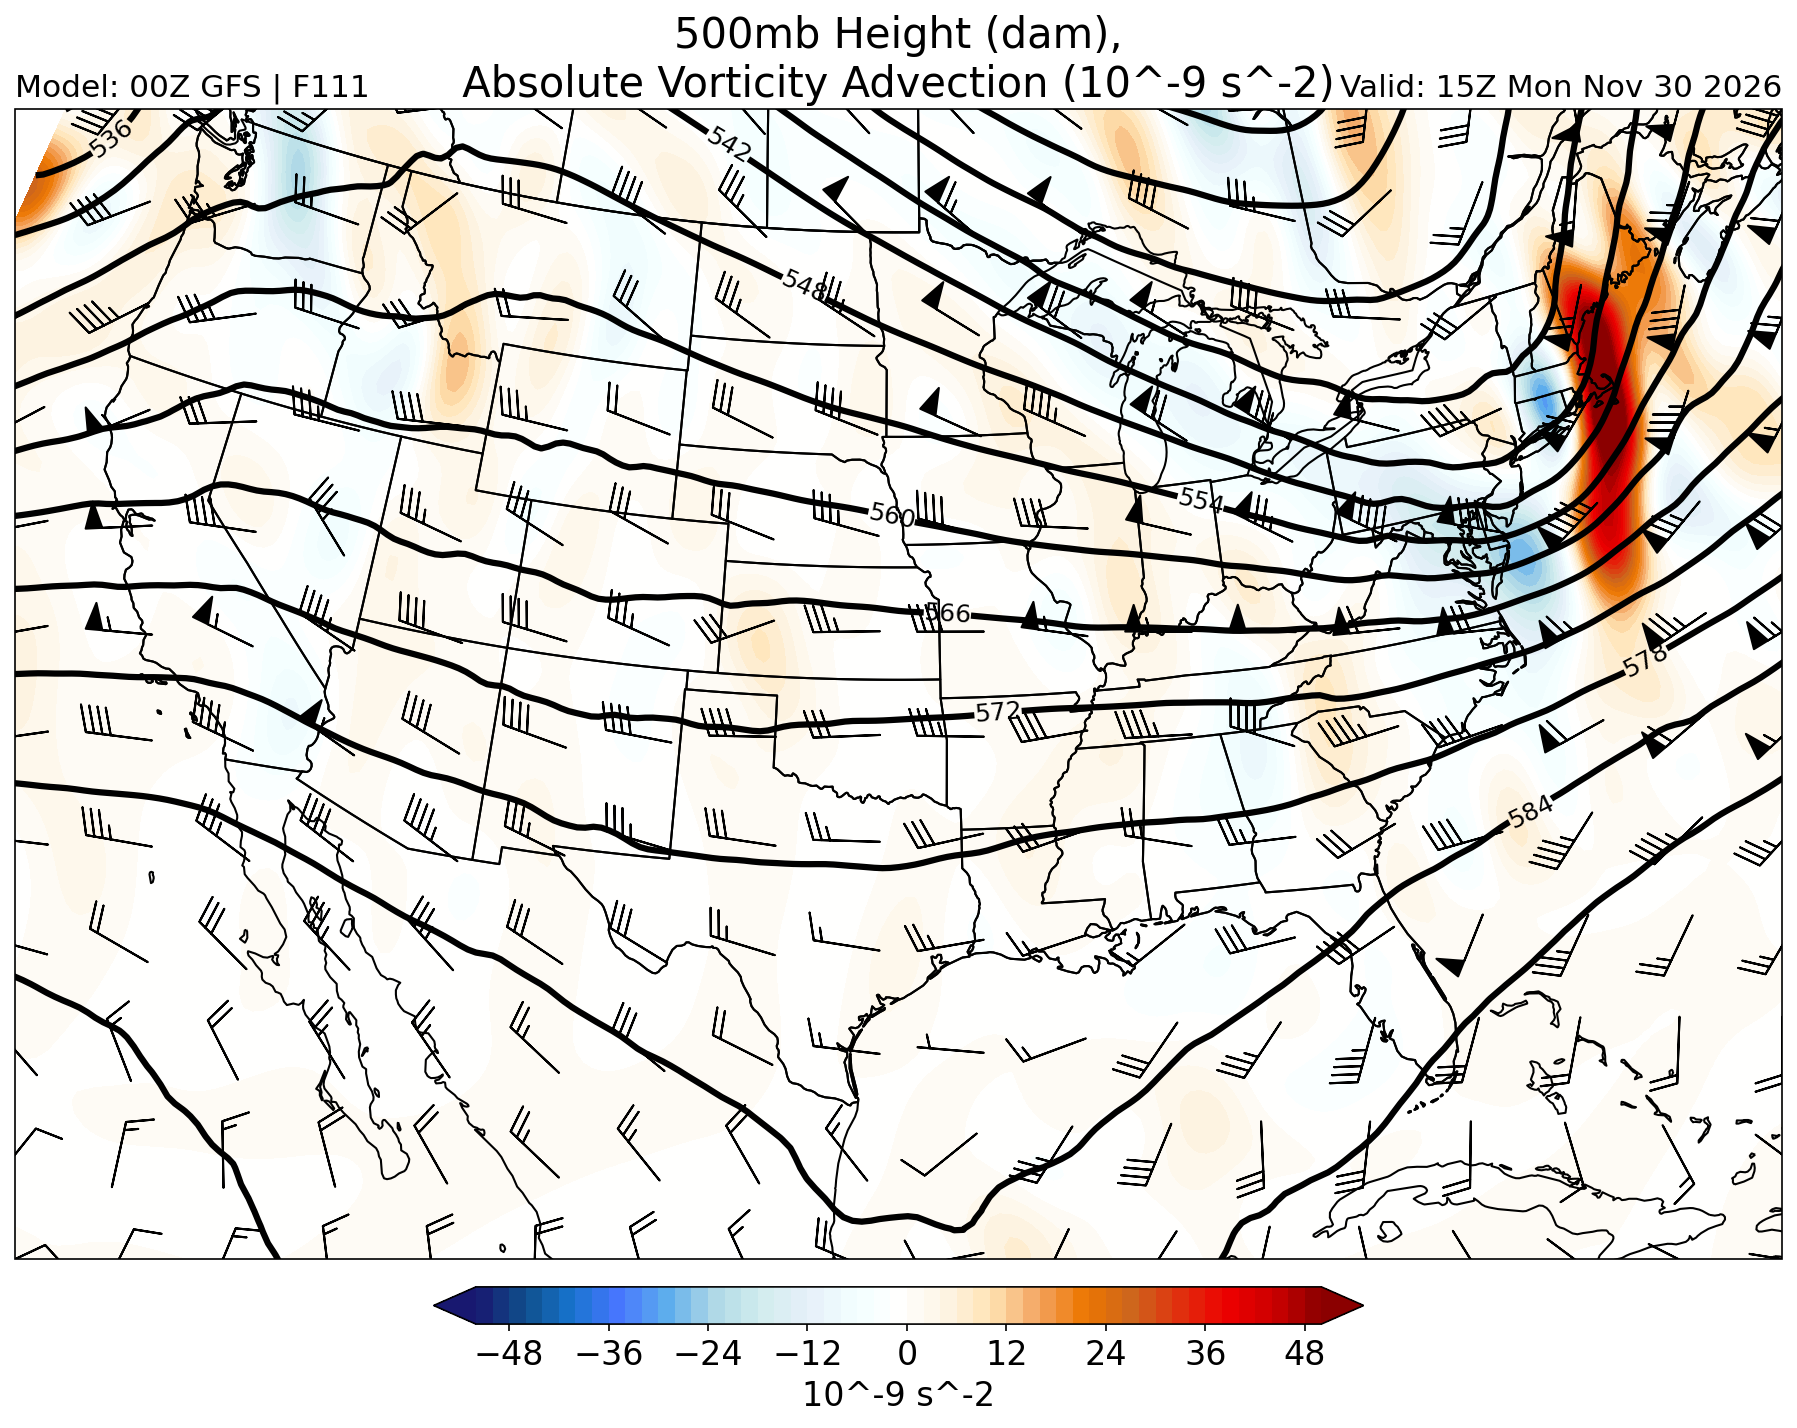 500mb Height (dam),
Model: 00Z GFS | F111
Absolute Vorticity Advection (10^-9 s^-2)
Valid: 15Z Mon Nov 30 2026
536
542
548
554
560
566
572
578
584
−48 −36 −24 −12 0 12 24 36 48
10^-9 s^-2